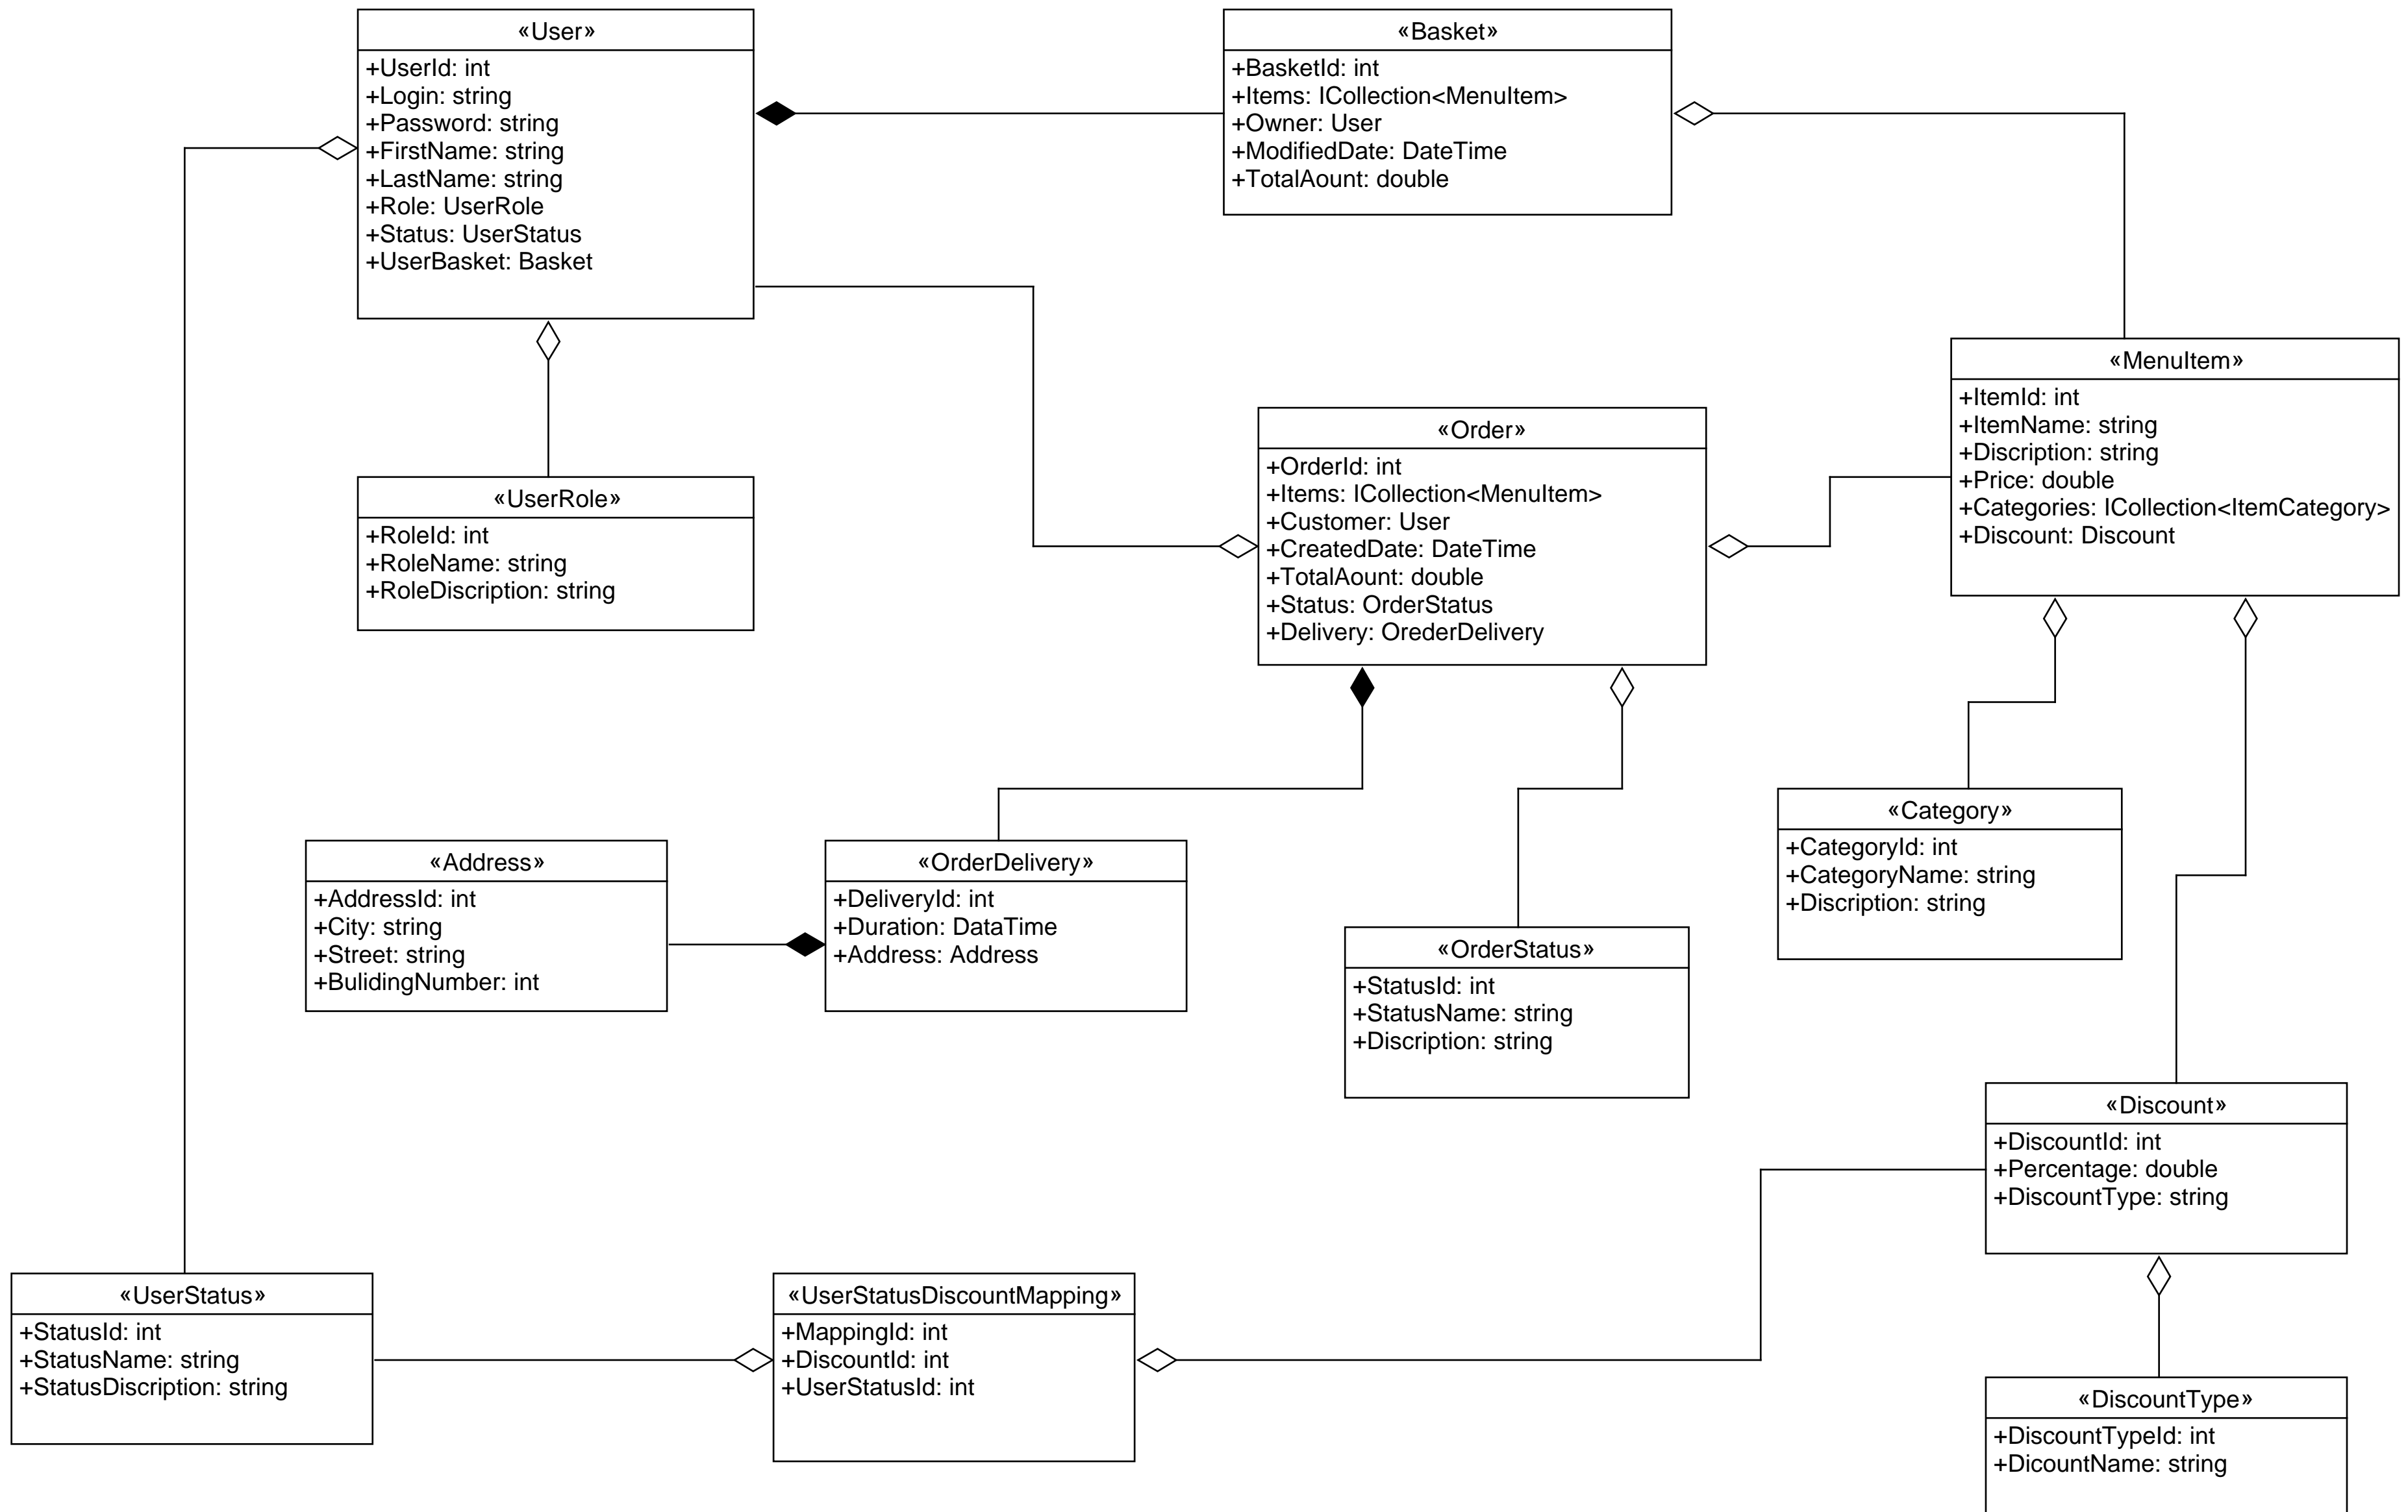 «User»
+UserId: int
+Login: string
+Password: string
+FirstName: string
+LastName: string
+Role: UserRole
+Status: UserStatus
+UserBasket: Basket
«Basket»
+BasketId: int
+Items: ICollection<MenuItem>
+Owner: User
+ModifiedDate: DateTime
+TotalAount: double
«MenuItem»
+ItemId: int
+ItemName: string
+Discription: string
+Price: double
+Categories: ICollection<ItemCategory>
+Discount: Discount
«Order»
+OrderId: int
+Items: ICollection<MenuItem>
+Customer: User
+CreatedDate: DateTime
+TotalAount: double
+Status: OrderStatus
+Delivery: OrederDelivery
«UserRole»
+RoleId: int
+RoleName: string
+RoleDiscription: string
«Category»
+CategoryId: int
+CategoryName: string
+Discription: string
«Address»
+AddressId: int
+City: string
+Street: string
+BulidingNumber: int
«OrderDelivery»
+DeliveryId: int
+Duration: DataTime
+Address: Address
«OrderStatus»
+StatusId: int
+StatusName: string
+Discription: string
«Discount»
+DiscountId: int
+Percentage: double
+DiscountType: string
«UserStatus»
+StatusId: int
+StatusName: string
+StatusDiscription: string
«UserStatusDiscountMapping»
+MappingId: int
+DiscountId: int
+UserStatusId: int
«DiscountType»
+DiscountTypeId: int
+DicountName: string